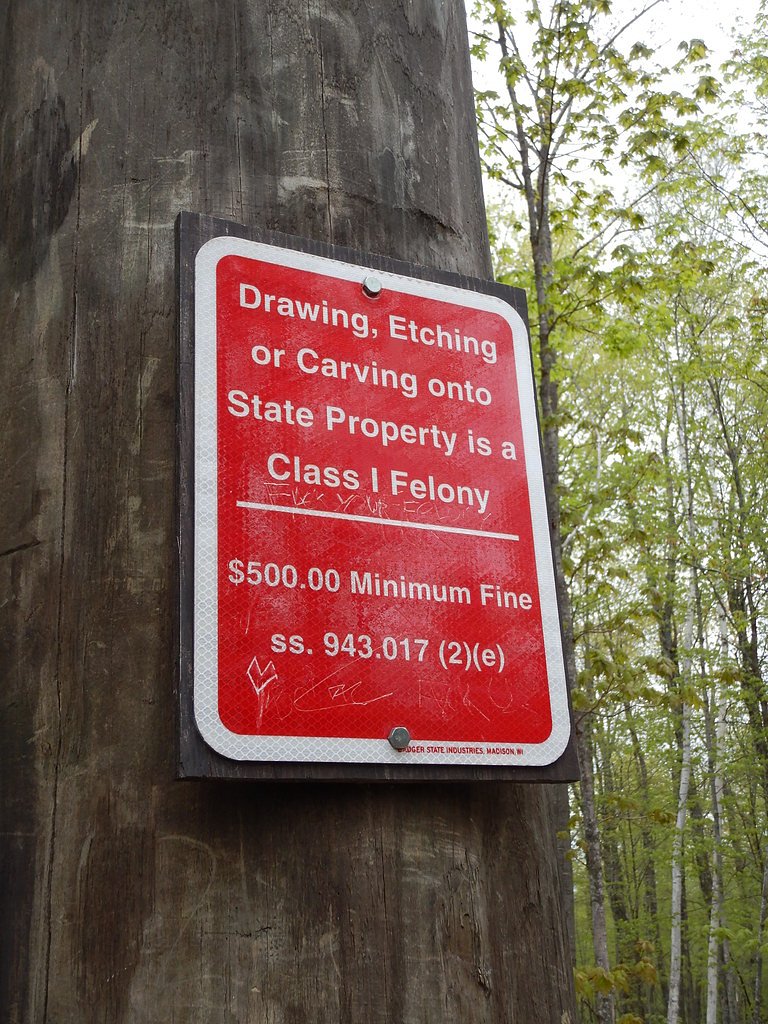 Drawing, Etching
or Carving onto
State Property is a
Class I Felony
$500.00 Minimum Fine
ss. 943.017 (2)(e)
INDUSTRIES, MADISON, WI